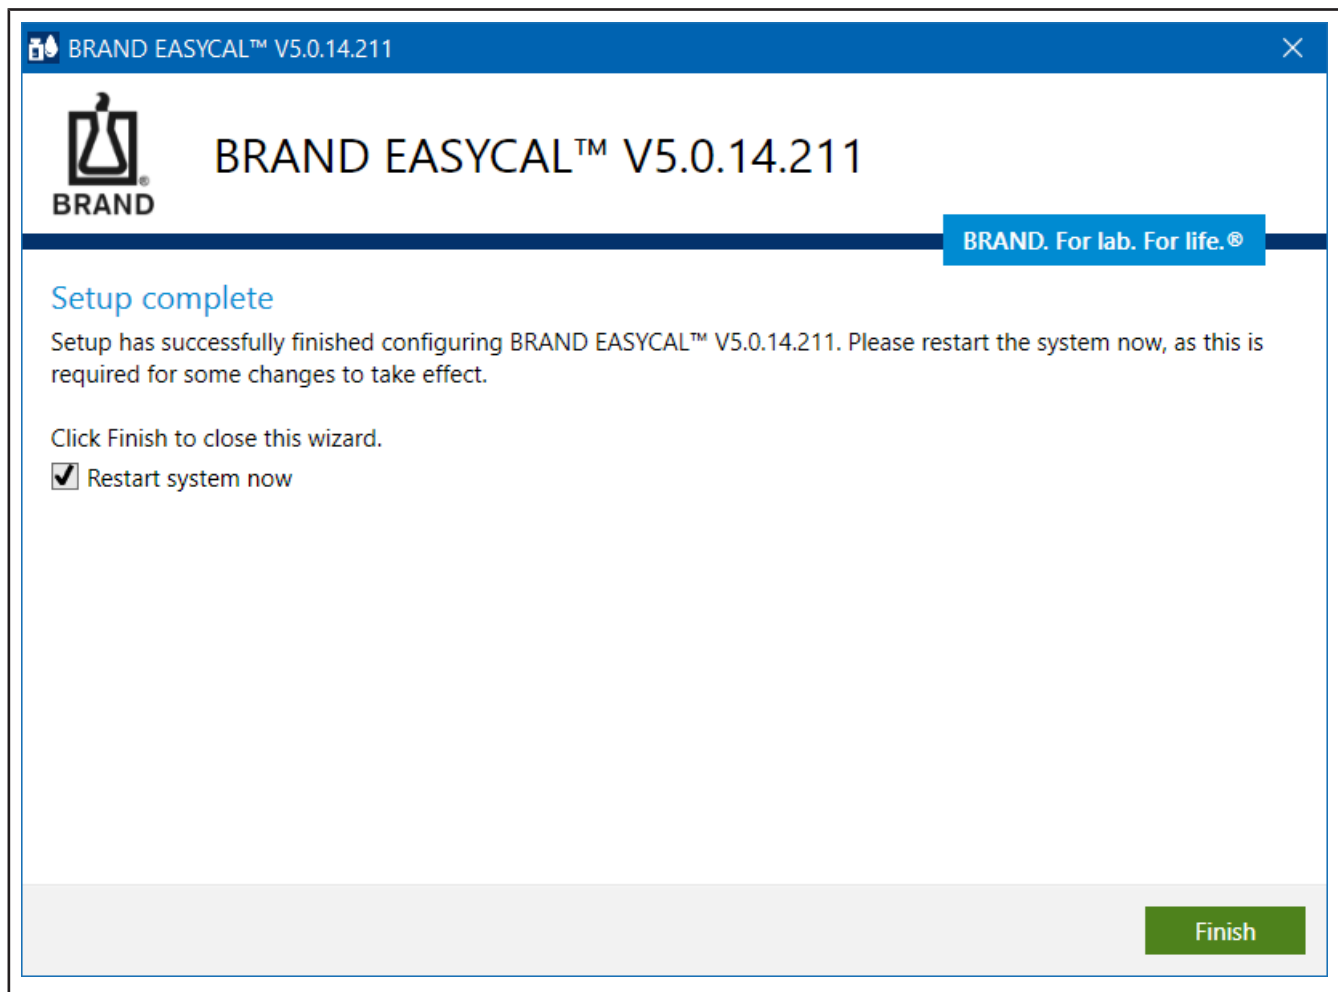 BRAND EASYCAL™ V5.0.14.211
BRAND EASYCAL™ V5.0.14.211
®
BRAND
BRAND. For lab. For life.®
Setup complete
Setup has successfully finished configuring BRAND EASYCAL™ V5.0.14.211. Please restart the system now, as this is
required for some changes to take effect.
Click Finish to close this wizard.
Restart system now
Finish